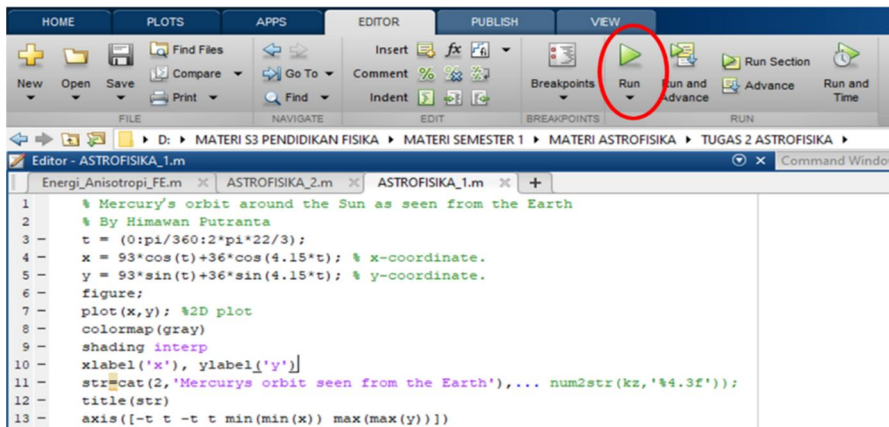 HOME PLOTS APPS EDITOR PUBLISH VIEW
New Open Save Find Files Compare Print
Go To Find
Insert fx Comment Indent
Breakpoints Run Run and Advance Run Section Advance Run and Time
FILE NAVIGATE EDIT BREAKPOINTS RUN
D: MATERI S3 PENDIDIKAN FISIKA MATERI SEMESTER 1 MATERI ASTROFISIKA TUGAS 2 ASTROFISIKA
Editor - ASTROFISIKA_1.m Command Windo
Energi_Anisotropi_FE.m ASTROFISIKA_2.m ASTROFISIKA_1.m +
1 % Mercury's orbit around the Sun as seen from the Earth
2 % By Himawan Putranta
3 - t = (0:pi/360:2*pi*22/3);
4 - x = 93*cos(t)+36*cos(4.15*t); % x-coordinate.
5 - y = 93*sin(t)+36*sin(4.15*t); % y-coordinate.
6 - figure;
7 - plot(x,y); %2D plot
8 - colormap(gray)
9 - shading interp
10 - xlabel('x'), ylabel('y')
11 - str=cat(2,'Mercurys orbit seen from the Earth'),... num2str(kz,'%4.3f'));
12 - title(str)
13 - axis([-t t -t t min(min(x)) max(max(y))])